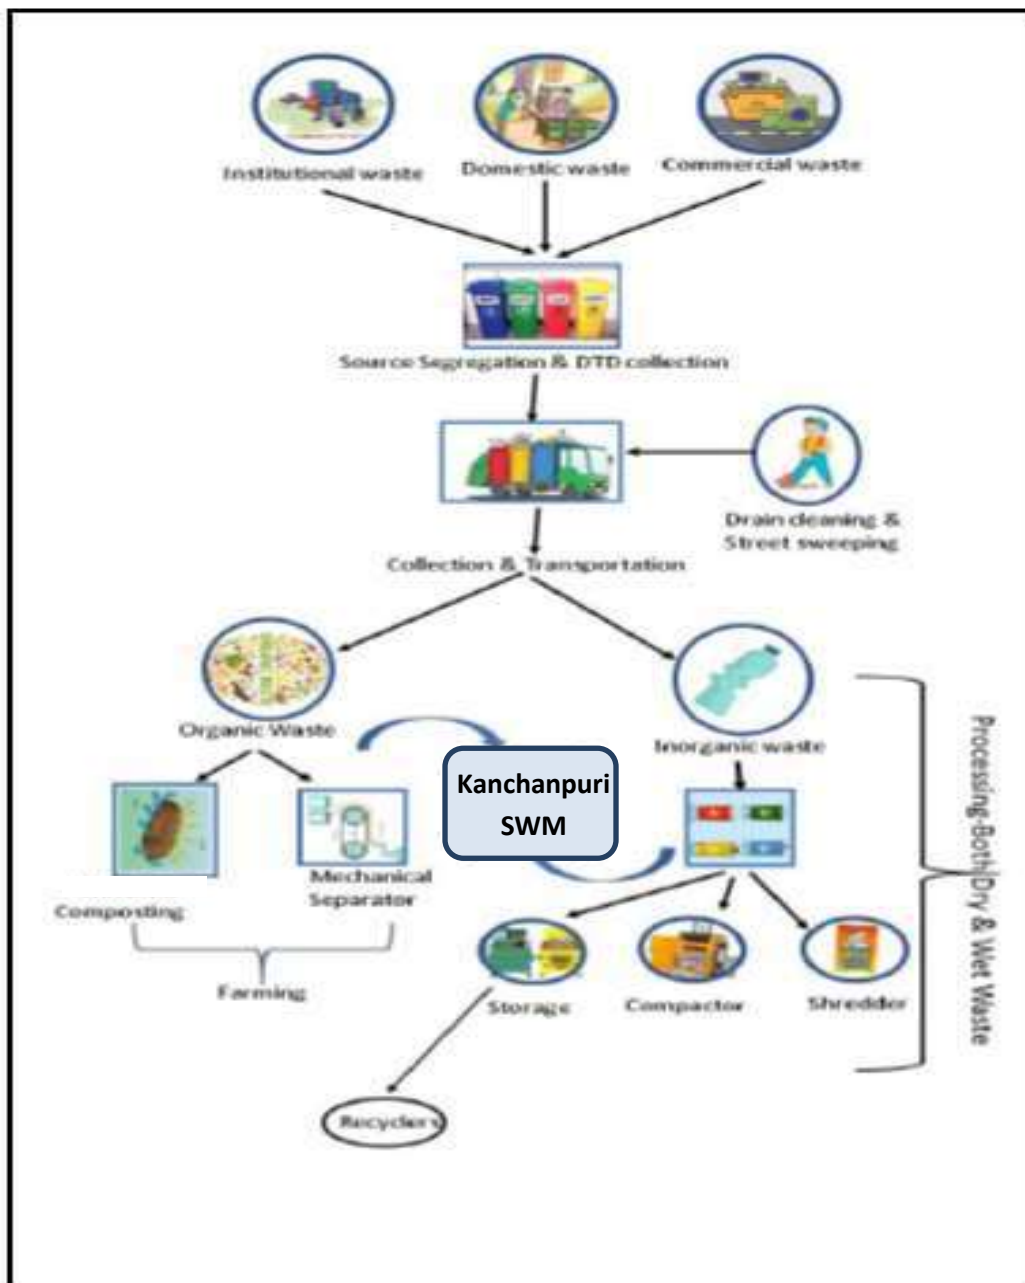 Institutional waste
Domestic waste
Commercial waste
Source Segregation & DTD collection
Drain cleaning &
Street sweeping
Collection & Transportation
Organic Waste
Inorganic waste
Kanchanpuri
SWM
Composting
Mechanical
Separator
Farming
Storage
Compactor
Shredder
Recyclers
Processing-Both Dry & Wet Waste